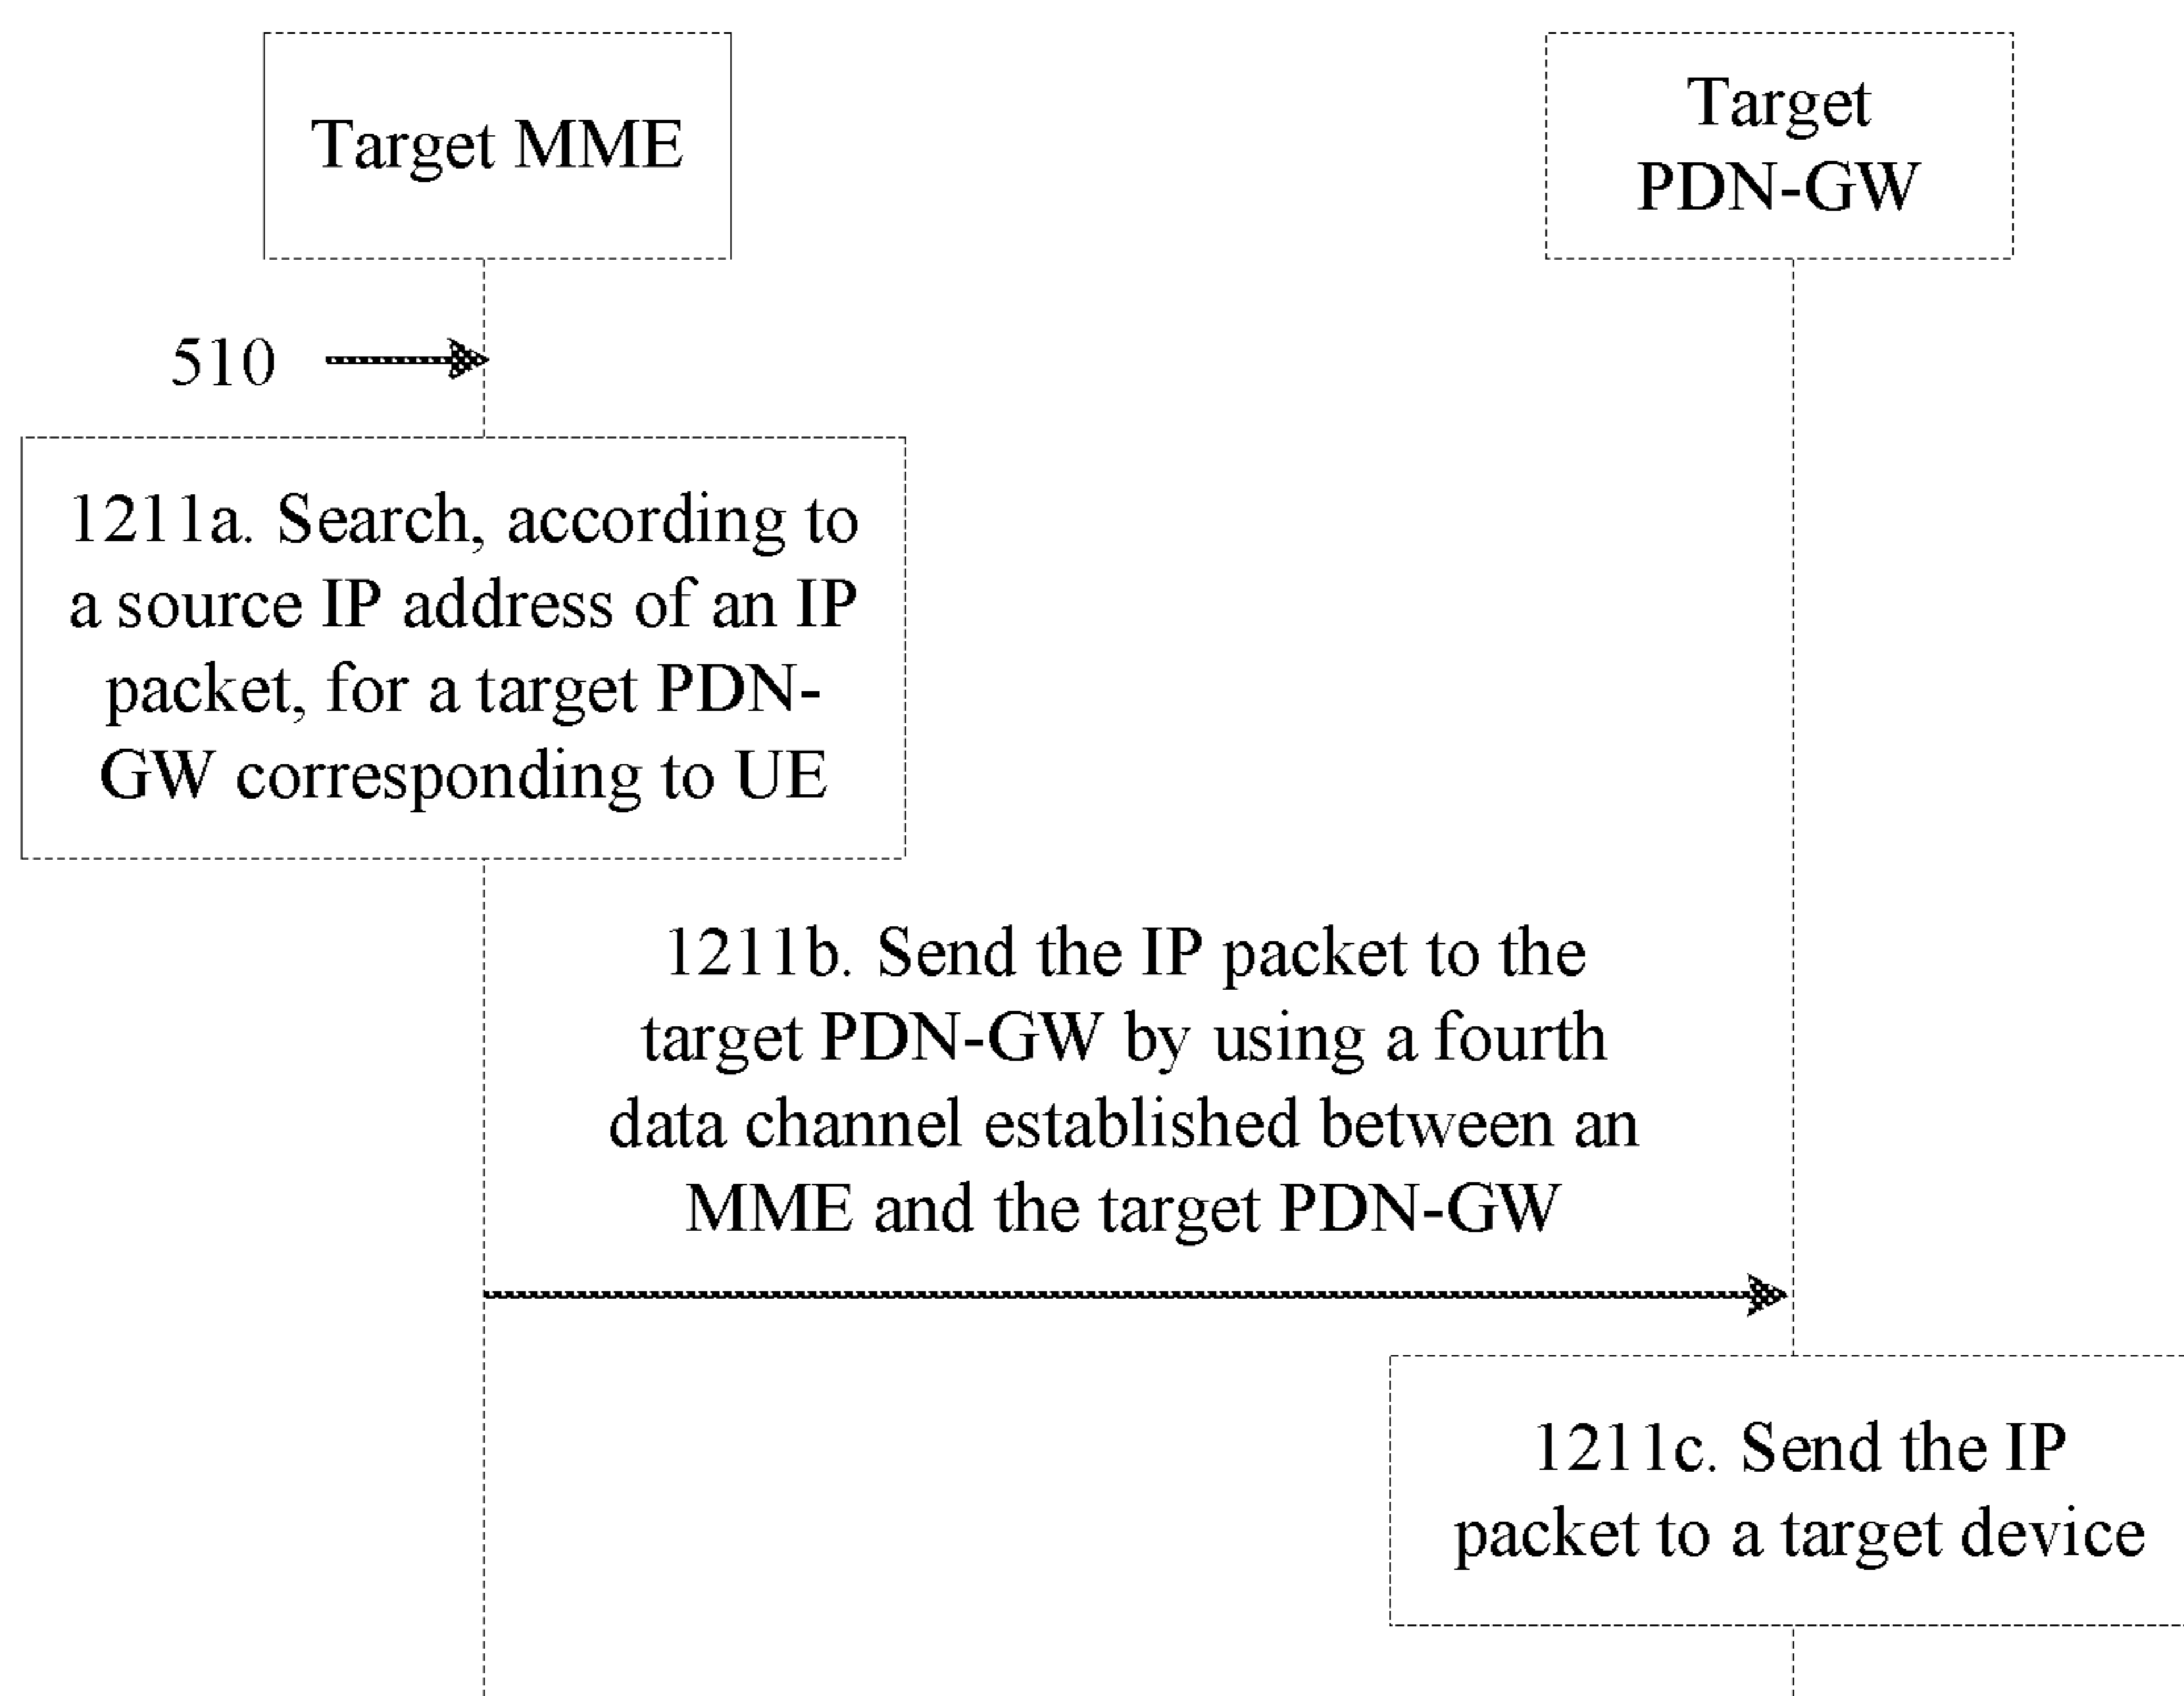 Target MME
Target
PDN-GW
510
1211a. Search, according to
a source IP address of an IP
packet, for a target PDN-
GW corresponding to UE
1211b. Send the IP packet to the
target PDN-GW by using a fourth
data channel established between an
MME and the target PDN-GW
1211c. Send the IP
packet to a target device